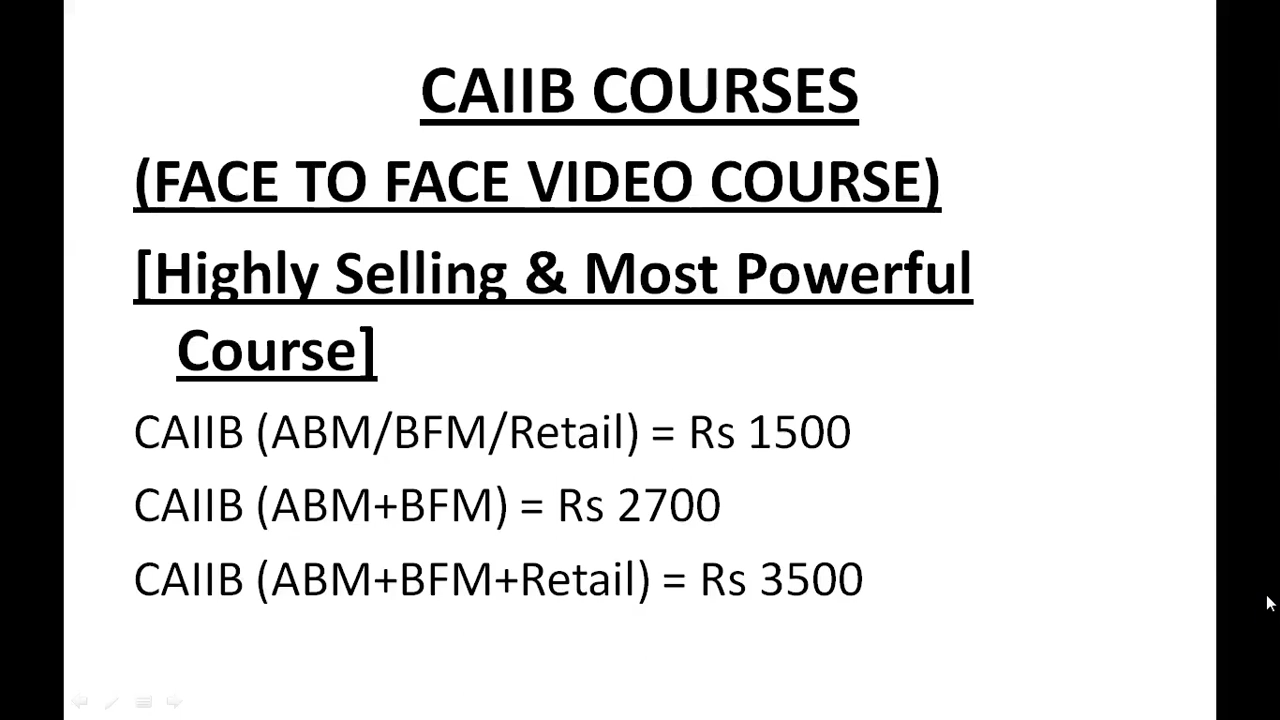 CAIIB COURSES
(FACE TO FACE VIDEO COURSE)
[Highly Selling & Most Powerful
Course]
CAIIB (ABM/BFM/Retail) = Rs 1500
CAIIB (ABM+BFM) = Rs 2700
CAIIB (ABM+BFM+Retail) = Rs 3500